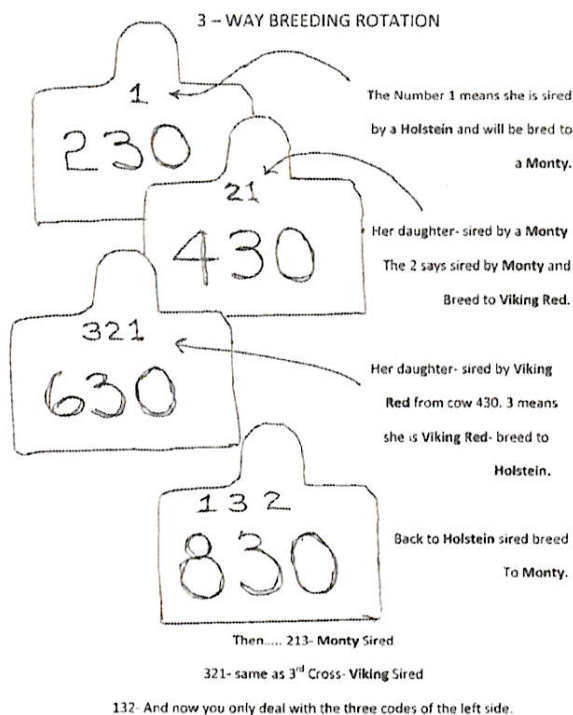 3 – WAY BREEDING ROTATION
1
230
The Number 1 means she is sired
by a Holstein and will be bred to
a Monty.
21
430
Her daughter- sired by a Monty
The 2 says sired by Monty and
Breed to Viking Red.
321
630
Her daughter- sired by Viking
Red from cow 430. 3 means
she is Viking Red- breed to
Holstein.
132
830
Back to Holstein sired breed
To Monty.
Then..... 213- Monty Sired
321- same as 3rd Cross- Viking Sired
132- And now you only deal with the three codes of the left side.